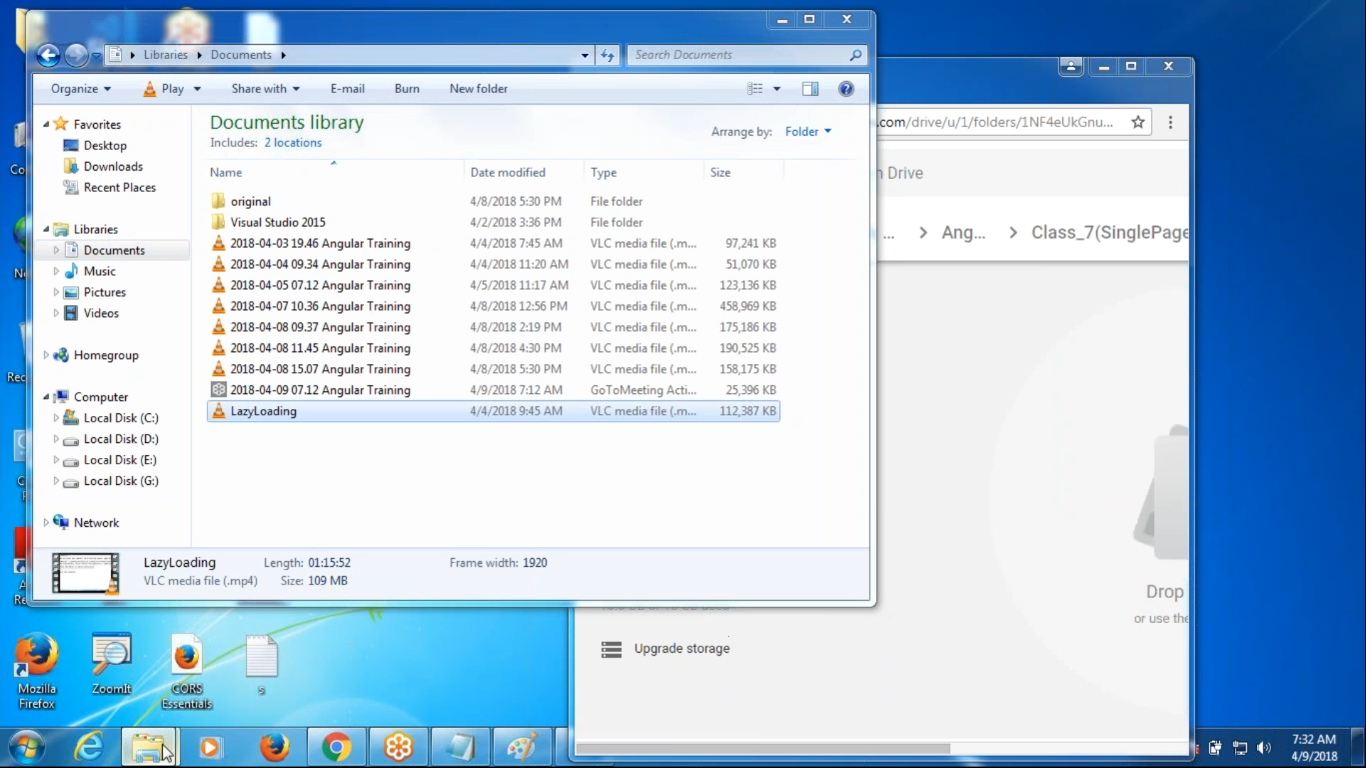 Libraries Documents
Search Documents
Organize Play Share with E-mail Burn New folder
Documents library
Includes: 2 locations
Arrange by: Folder
Name Date modified Type Size
original 4/8/2018 5:30 PM File folder
Visual Studio 2015 4/2/2018 3:36 PM File folder
2018-04-03 19.46 Angular Training 4/4/2018 7:45 AM VLC media file (.m... 97,241 KB
2018-04-04 09.34 Angular Training 4/4/2018 11:20 AM VLC media file (.m... 51,070 KB
2018-04-05 07.12 Angular Training 4/5/2018 11:17 AM VLC media file (.m... 123,136 KB
2018-04-07 10.36 Angular Training 4/8/2018 12:56 PM VLC media file (.m... 458,969 KB
2018-04-08 09.37 Angular Training 4/8/2018 2:19 PM VLC media file (.m... 175,186 KB
2018-04-08 11.45 Angular Training 4/8/2018 4:30 PM VLC media file (.m... 190,525 KB
2018-04-08 15.07 Angular Training 4/8/2018 5:30 PM VLC media file (.m... 158,175 KB
2018-04-09 07.12 Angular Training 4/9/2018 7:12 AM GoToMeeting Acti... 25,396 KB
LazyLoading 4/4/2018 9:45 AM VLC media file (.m... 112,387 KB
Favorites
Desktop
Downloads
Recent Places
Libraries
Documents
Music
Pictures
Videos
Homegroup
Computer
Local Disk (C:)
Local Disk (D:)
Local Disk (E:)
Local Disk (G:)
Network
LazyLoading Length: 01:15:52 Frame width: 1920
VLC media file (.mp4) Size: 109 MB
.com/drive/u/1/folders/1NF4eUkGnu...
n Drive
... Ang... Class_7(SinglePage
Drop
or use the
Upgrade storage
Mozilla
Firefox
ZoomIt
CORS
Essentials
s
7:32 AM
4/9/2018